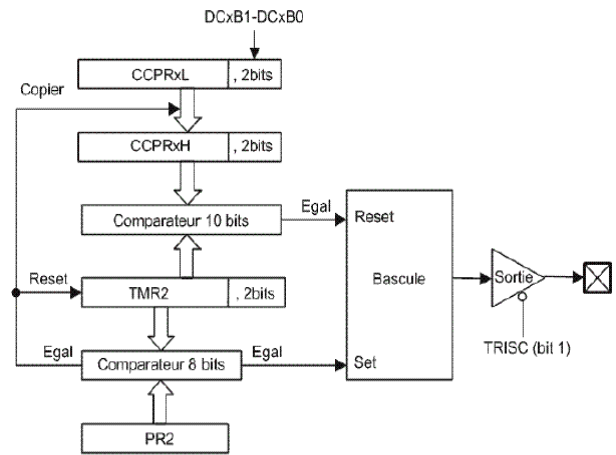 DCxB1-DCxB0
CCPRxL , 2bits
Copier
CCPRxH , 2bits
Egal
Comparateur 10 bits
Reset
Bascule
Sortie
Reset
TMR2 , 2bits
TRISC (bit 1)
Egal
Comparateur 8 bits
Egal
Set
PR2